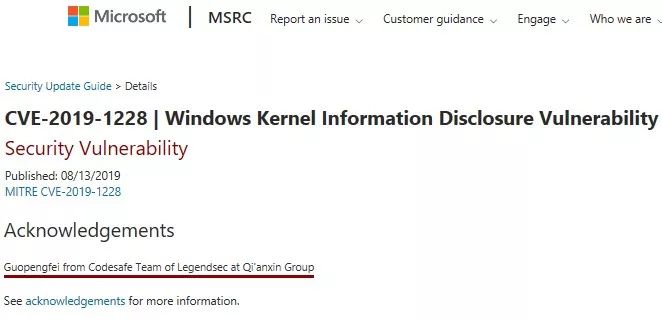 Microsoft | MSRC Report an issue Customer guidance Engage Who we are
Security Update Guide > Details
CVE-2019-1228 | Windows Kernel Information Disclosure Vulnerability
Security Vulnerability
Published: 08/13/2019
MITRE CVE-2019-1228
Acknowledgements
Guopengfei from Codesafe Team of Legendsec at Qi'anxin Group
See acknowledgements for more information.